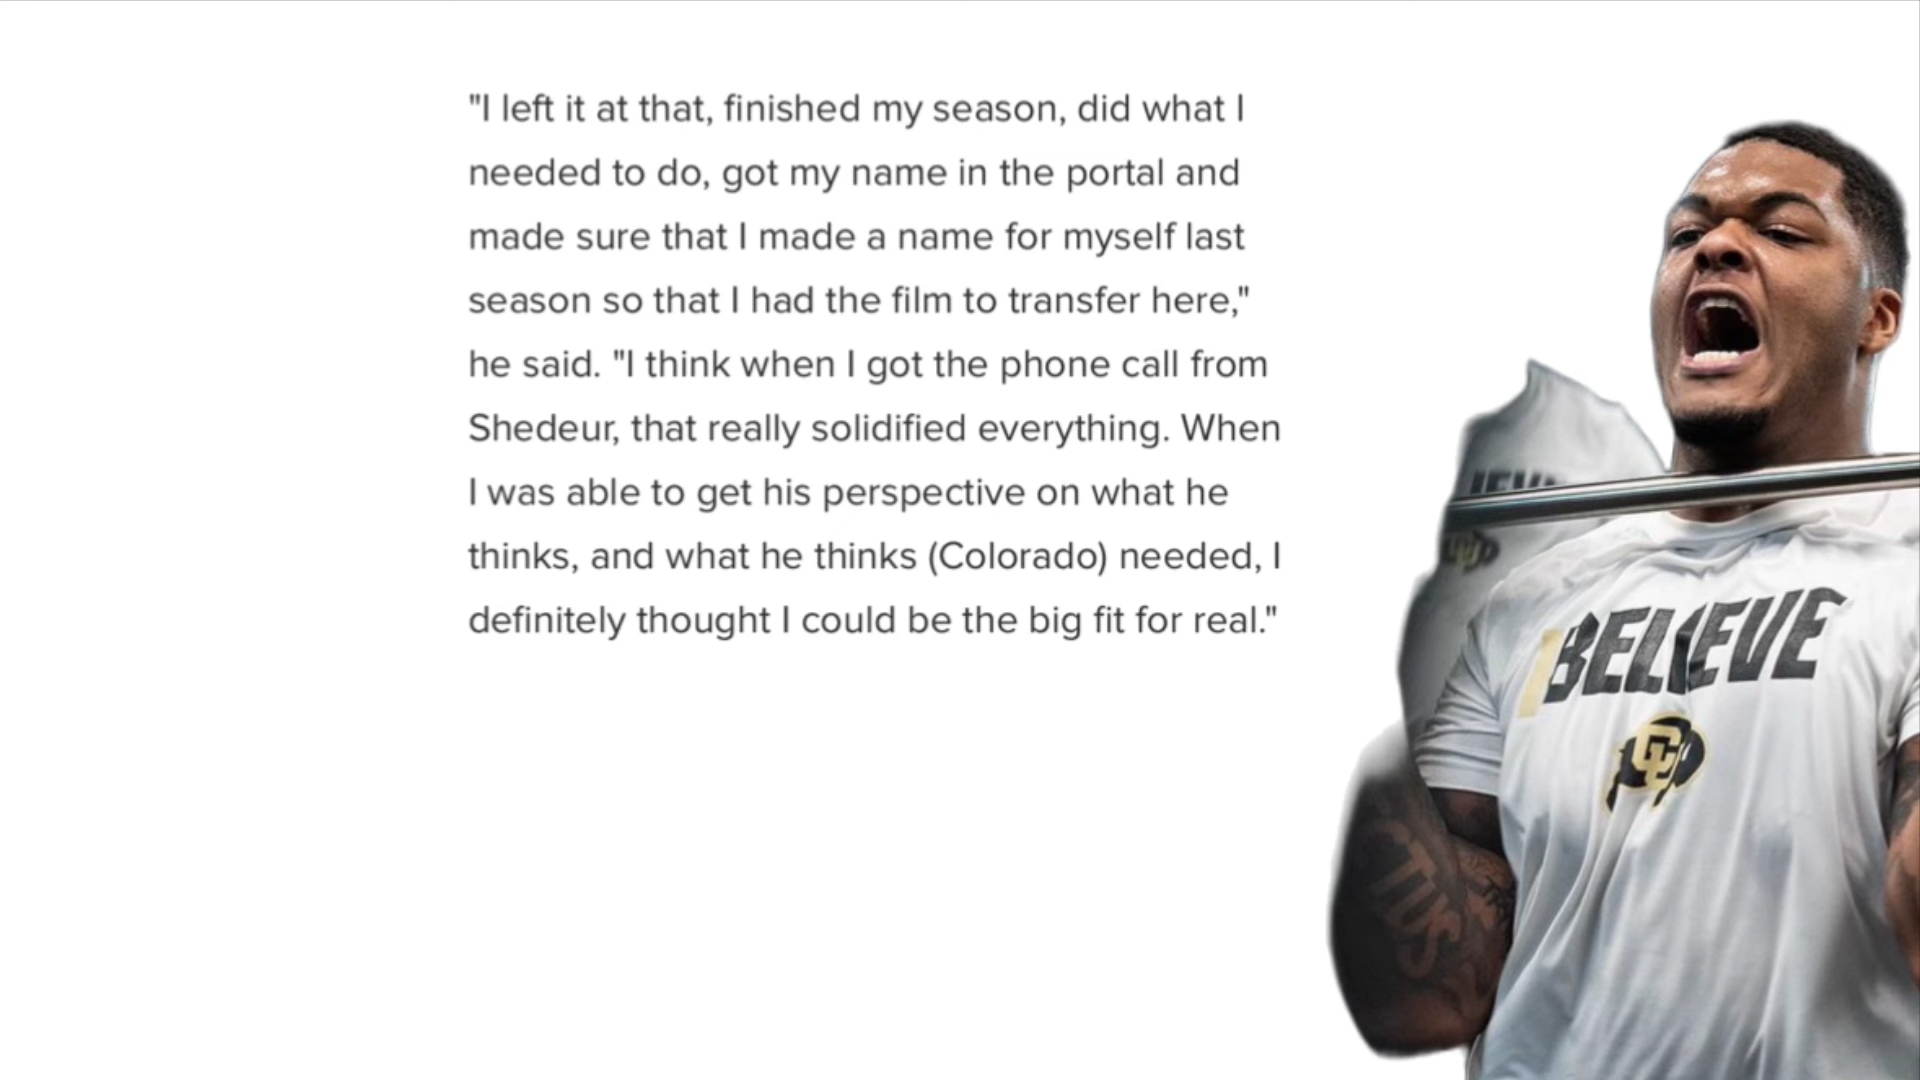 "I left it at that, finished my season, did what I
needed to do, got my name in the portal and
made sure that I made a name for myself last
season so that I had the film to transfer here,"
he said. "I think when I got the phone call from
Shedeur, that really solidified everything. When
I was able to get his perspective on what he
thinks, and what he thinks (Colorado) needed, I
definitely thought I could be the big fit for real."
BELIEVE
CU